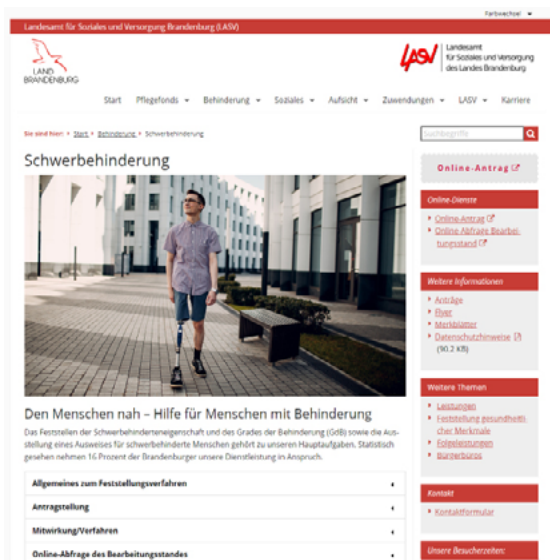 Farbwechsel
Landesamt für Soziales und Versorgung Brandenburg (LASV)
LAND
BRANDENBURG
LASV
Landesamt
für Soziales und Versorgung
des Landes Brandenburg
Start Pflegefonds Behinderung Soziales Aufsicht Zuwendungen LASV Karriere
Sie sind hier: Start Behinderung Schwerbehinderung
Suchbegriffe
Schwerbehinderung
Den Menschen nah – Hilfe für Menschen mit Behinderung
Das Feststellen der Schwerbehinderteneigenschaft und des Grades der Behinderung (GdB) sowie die Aus-
stellung eines Ausweises für schwerbehinderte Menschen gehört zu unseren Hauptaufgaben. Statistisch
gesehen nehmen 16 Prozent der Brandenburger unsere Dienstleistung in Anspruch.
Allgemeines zum Feststellungsverfahren
Antragstellung
Mitwirkung/Verfahren
Online-Abfrage des Bearbeitungsstandes
Online-Antrag
Online-Dienste
Online-Antrag
Online Abfrage Bearbei-
tungsstand
Weitere Informationen
Anträge
Flyer
Merkblätter
Datenschutzhinweise
(90.2 KB)
Weitere Themen
Leistungen
Feststellung gesundheitli-
cher Merkmale
Folgeleistungen
Bürgerbüros
Kontakt
Kontaktformular
Unsere Besucherzeiten: